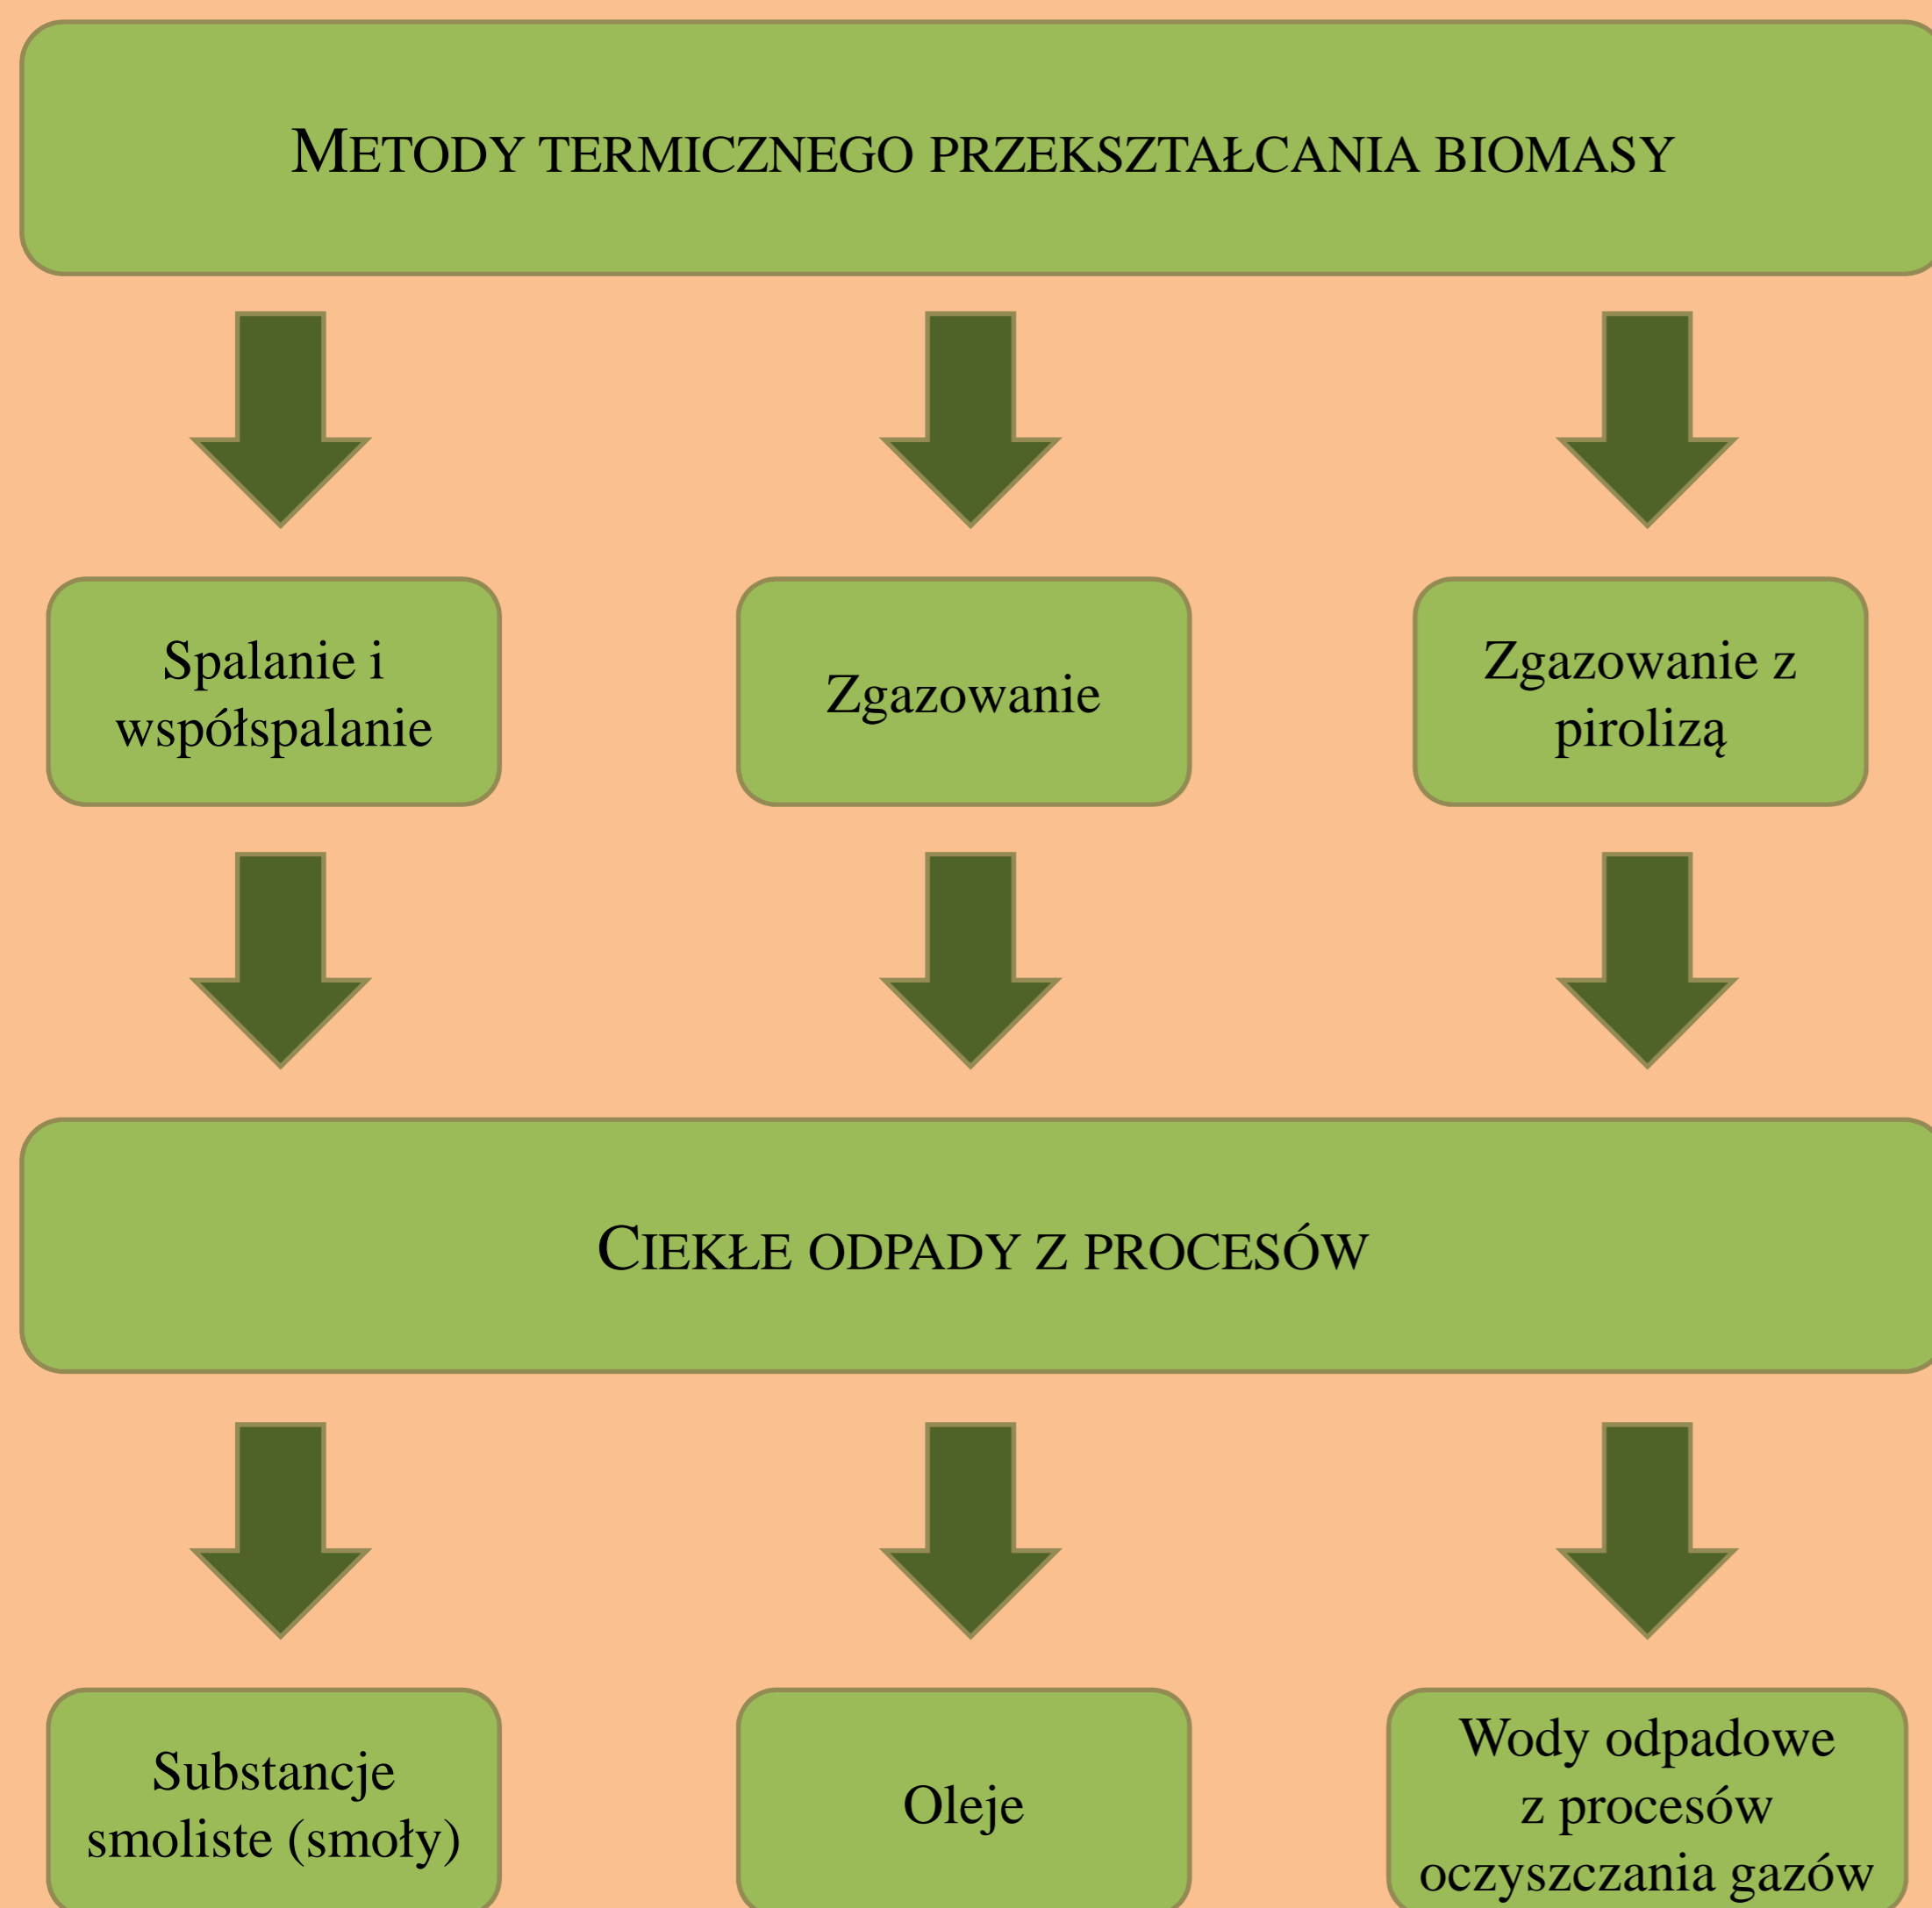 METODY TERMICZNEGO PRZEKSZTAŁCANIA BIOMASY
Spalanie i
współspalanie
Zgazowanie
Zgazowanie z
pirolizą
CIEKŁE ODPADY Z PROCESÓW
Substancje
smoliste (smoły)
Oleje
Wody odpadowe
z procesów
oczyszczania gazów